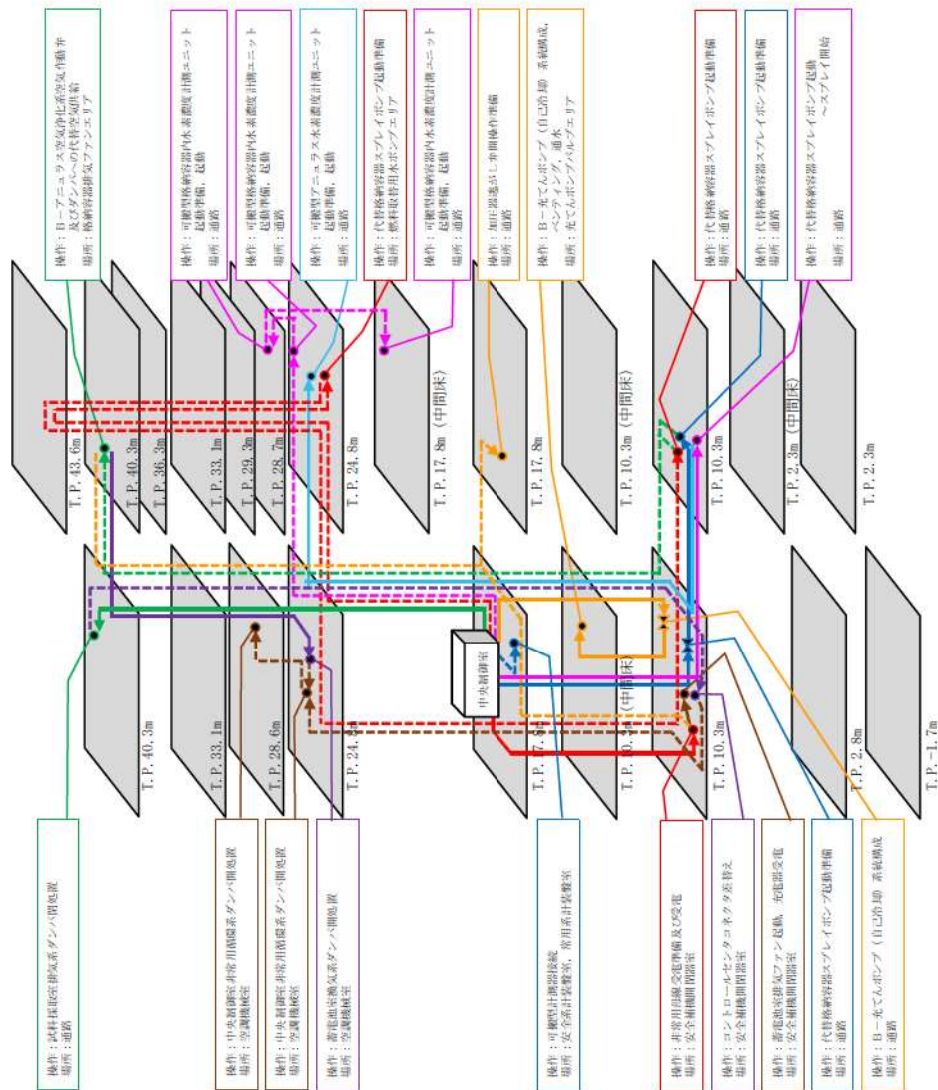 操作：B－アニュラス空気浄化系空気作動弁
及びダンパへの代替空気供給
場所：格納容器排気ファンエリア
操作：可搬型格納容器内水素濃度計測ユニット
起動準備，起動
場所：通路
操作：可搬型格納容器内水素濃度計測ユニット
起動準備，起動
場所：通路
操作：可搬型アニュラス水素濃度計測ユニット
起動準備，起動
場所：通路
操作：代替格納容器スプレイポンプ起動準備
場所：燃料取替用水ポンプエリア
操作：可搬型格納容器内水素濃度計測ユニット
起動準備，起動
場所：通路
操作：加圧器逃がし弁開操作準備
場所：通路
操作：B－充てんポンプ（自己冷却）系統構成，
ベンティング，通水
場所：充てんポンプバルブエリア
操作：代替格納容器スプレイポンプ起動準備
場所：通路
操作：代替格納容器スプレイポンプ起動準備
場所：通路
操作：代替格納容器スプレイポンプ起動
～スプレイ開始
場所：通路
T.P.43.6m
T.P.40.3m
T.P.36.3m
T.P.33.1m
T.P.29.3m
T.P.28.7m
T.P.24.8m
T.P.17.8m（中間床）
T.P.17.8m
T.P.10.3m（中間床）
T.P.10.3m
T.P.2.3m（中間床）
T.P.2.3m
中央制御室
T.P.40.3m
T.P.33.1m
T.P.28.6m
T.P.24.8m
T.P.17.8m
T.P.10.3m（中間床）
T.P.10.3m
T.P.2.8m
T.P.-1.7m
操作：試料採取室排気系ダンパ閉処置
場所：通路
操作：中央制御室非常用循環系ダンパ開処置
場所：空調機械室
操作：中央制御室非常用循環系ダンパ開処置
場所：空調機械室
操作：蓄電池室換気系ダンパ開処置
場所：空調機械室
操作：可搬型計測器接続
場所：安全系計装盤室，常用系計装盤室
操作：非常用母線受電準備及び受電
場所：安全補機開閉器室
操作：コントロールセンタコネクタ差替え
場所：安全補機開閉器室
操作：蓄電池室排気ファン起動，充電器受電
場所：安全補機開閉器室
操作：代替格納容器スプレイポンプ起動準備
場所：通路
操作：B－充てんポンプ（自己冷却）系統構成
場所：通路